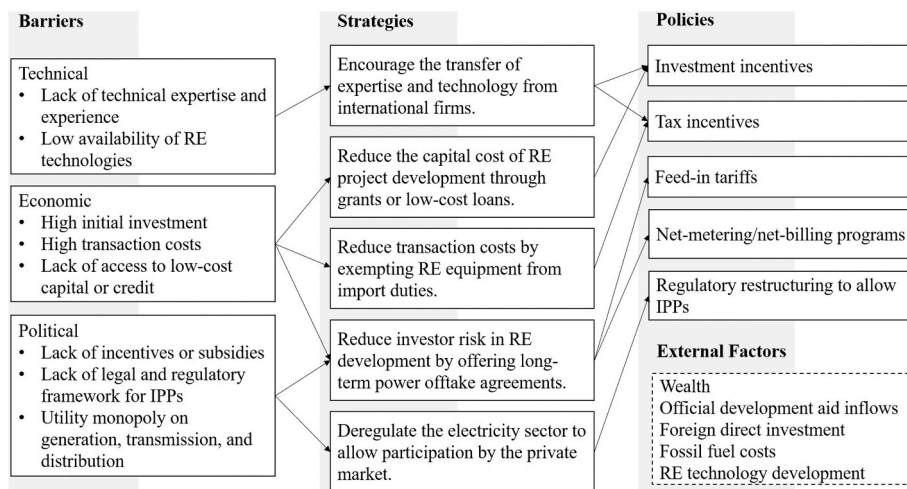 Barriers
Technical
• Lack of technical expertise and
experience
• Low availability of RE
technologies
Economic
• High initial investment
• High transaction costs
• Lack of access to low-cost
capital or credit
Political
• Lack of incentives or subsidies
• Lack of legal and regulatory
framework for IPPs
• Utility monopoly on
generation, transmission, and
distribution
Strategies
Encourage the transfer of
expertise and technology from
international firms.
Reduce the capital cost of RE
project development through
grants or low-cost loans.
Reduce transaction costs by
exempting RE equipment from
import duties.
Reduce investor risk in RE
development by offering long-
term power offtake agreements.
Deregulate the electricity sector to
allow participation by the private
market.
Policies
Investment incentives
Tax incentives
Feed-in tariffs
Net-metering/net-billing programs
Regulatory restructuring to allow
IPPs
External Factors
Wealth
Official development aid inflows
Foreign direct investment
Fossil fuel costs
RE technology development